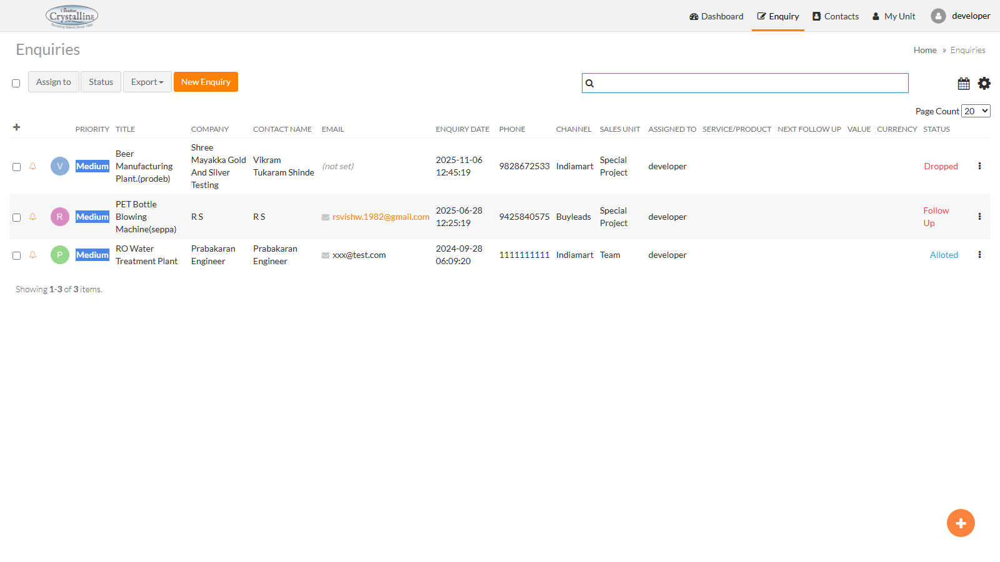 Canadian
Crystalline
Nurturing Nature Since 1989
Dashboard
Enquiry
Contacts
My Unit
developer
Enquiries
Home » Enquiries
Assign to
Status
Export
New Enquiry
Page Count 20
PRIORITY TITLE COMPANY CONTACT NAME EMAIL ENQUIRY DATE PHONE CHANNEL SALES UNIT ASSIGNED TO SERVICE/PRODUCT NEXT FOLLOW UP VALUE CURRENCY STATUS
V
Medium
Beer
Manufacturing
Plant.(prodeb)
Shree
Mayakka Gold
And Silver
Testing
Vikram
Tukaram Shinde
(not set)
2025-11-06
12:45:19
9828672533
Indiamart
Special
Project
developer
Dropped
R
Medium
PET Bottle
Blowing
Machine(seppa)
R S
R S
rsvishw.1982@gmail.com
2025-06-28
12:25:19
9425840575
Buyleads
Special
Project
developer
Follow
Up
P
Medium
RO Water
Treatment Plant
Prabakaran
Engineer
Prabakaran
Engineer
xxx@test.com
2024-09-28
06:09:20
1111111111
Indiamart
Team
developer
Alloted
Showing 1-3 of 3 items.